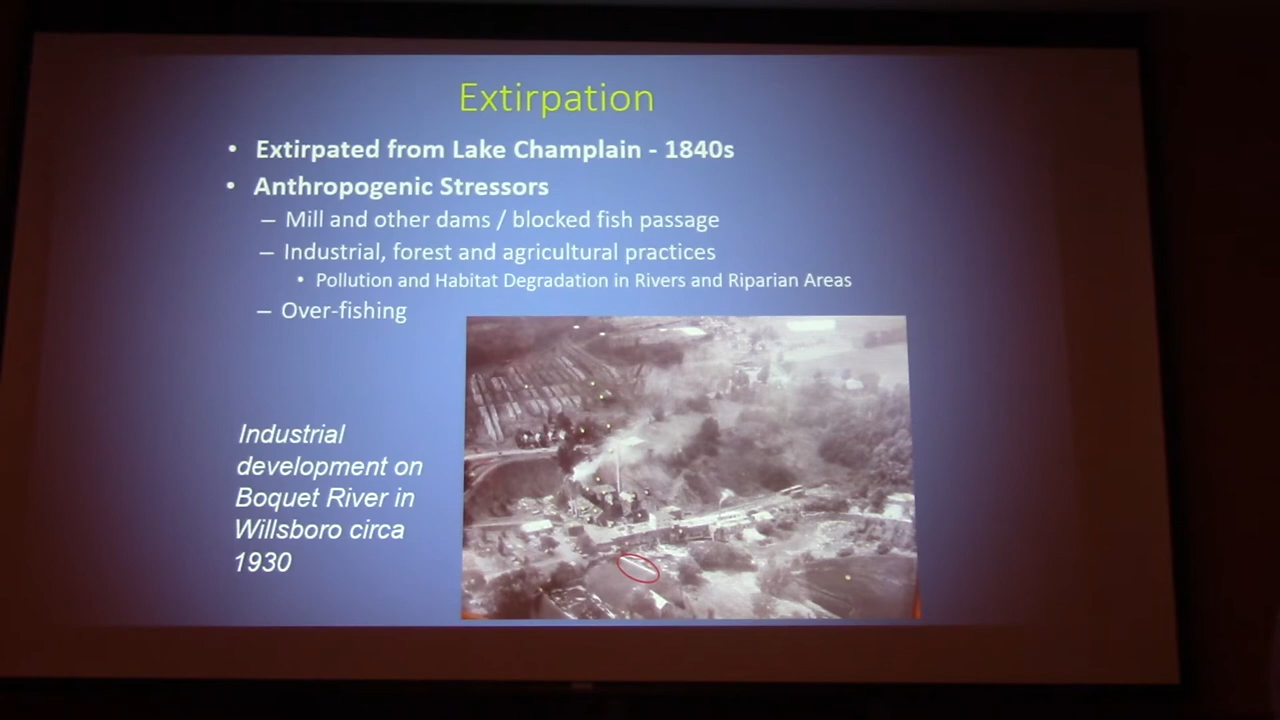 Extirpation
• Extirpated from Lake Champlain - 1840s
• Anthropogenic Stressors
– Mill and other dams / blocked fish passage
– Industrial, forest and agricultural practices
• Pollution and Habitat Degradation in Rivers and Riparian Areas
– Over-fishing
Industrial
development on
Boquet River in
Willsboro circa
1930